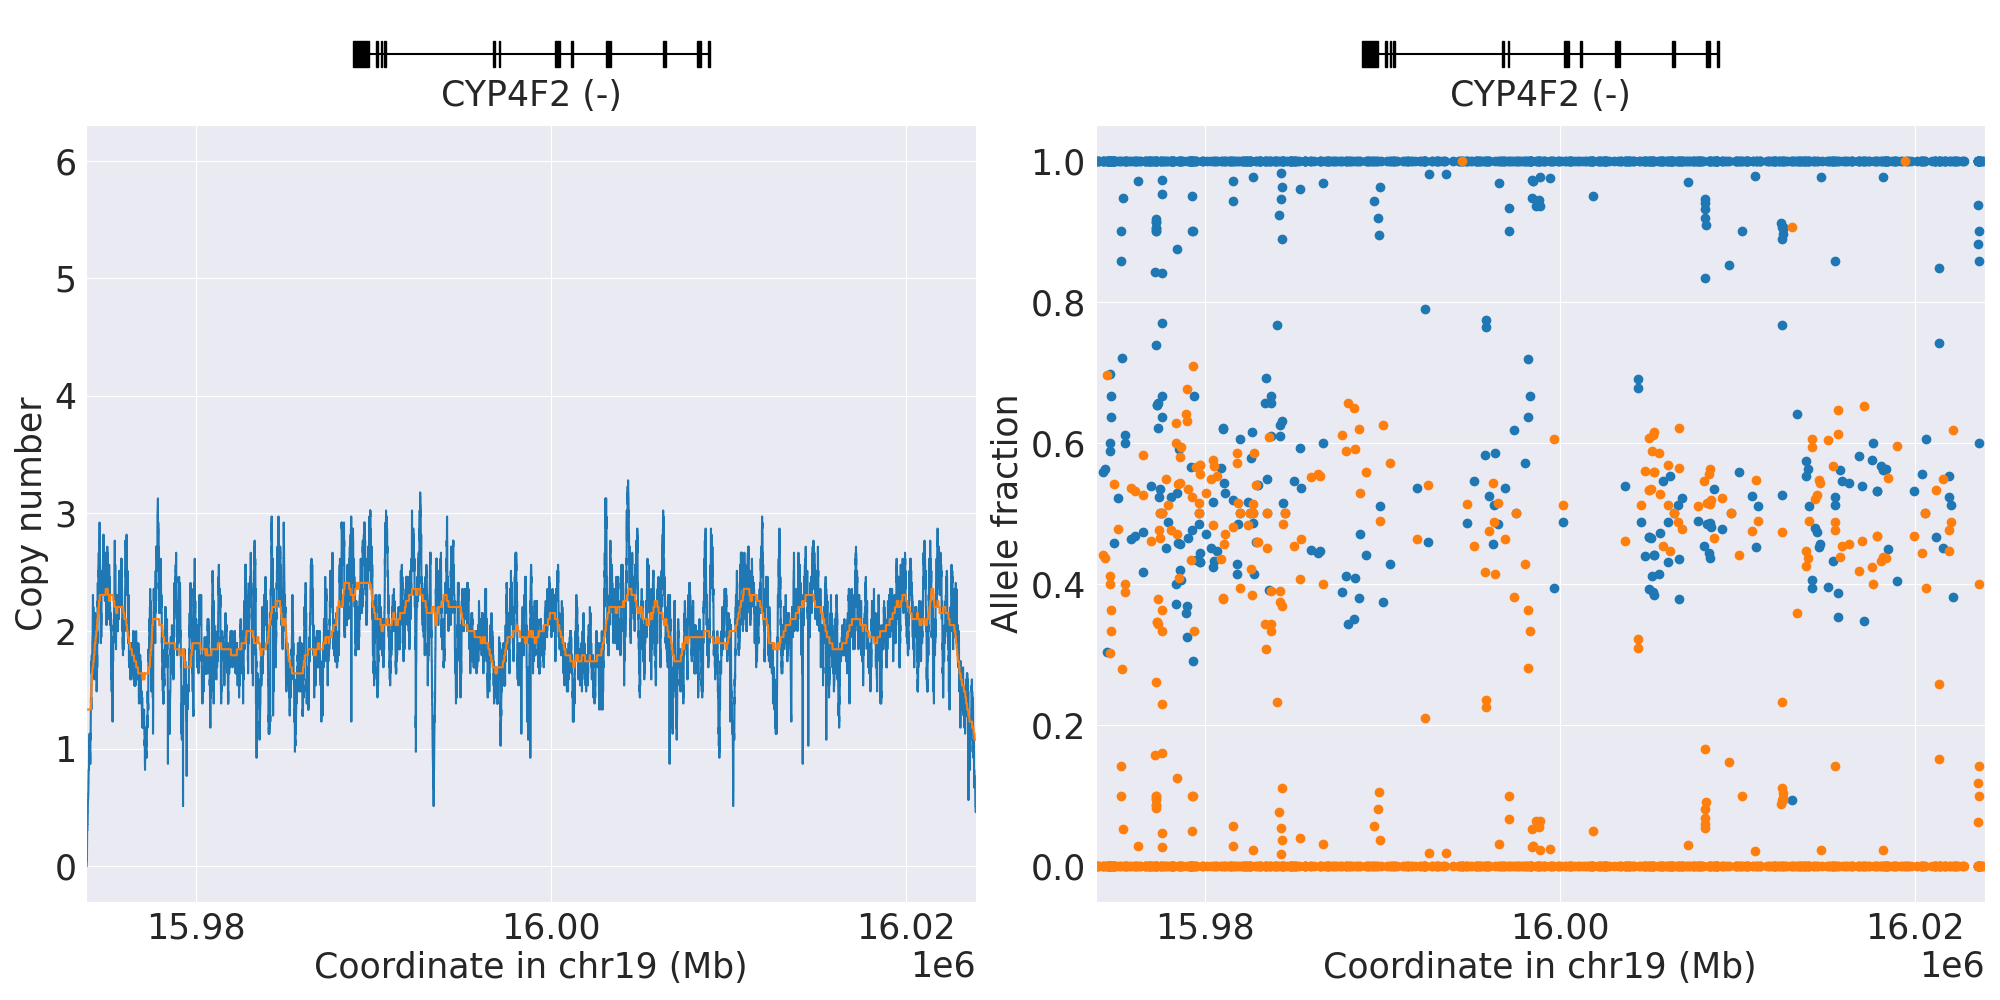 CYP4F2 (-)
6
5
4
3
2
1
0
Copy number
15.98
16.00
16.02
Coordinate in chr19 (Mb)
1e6
CYP4F2 (-)
1.0
0.8
0.6
0.4
0.2
0.0
Allele fraction
15.98
16.00
16.02
Coordinate in chr19 (Mb)
1e6